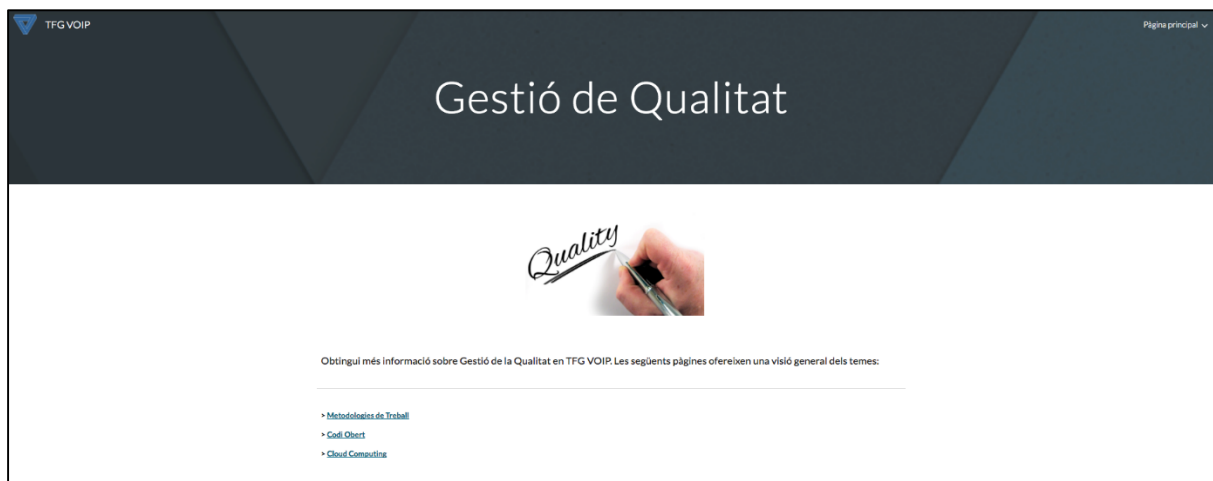 TFG VOIP
Pàgina principal
Gestió de Qualitat
Quality
Obtingui més informació sobre Gestió de la Qualitat en TFG VOIP. Les següents pàgines ofereixen una visió general dels temes:
> Metodologies de Treball
> Codi Obert
> Cloud Computing